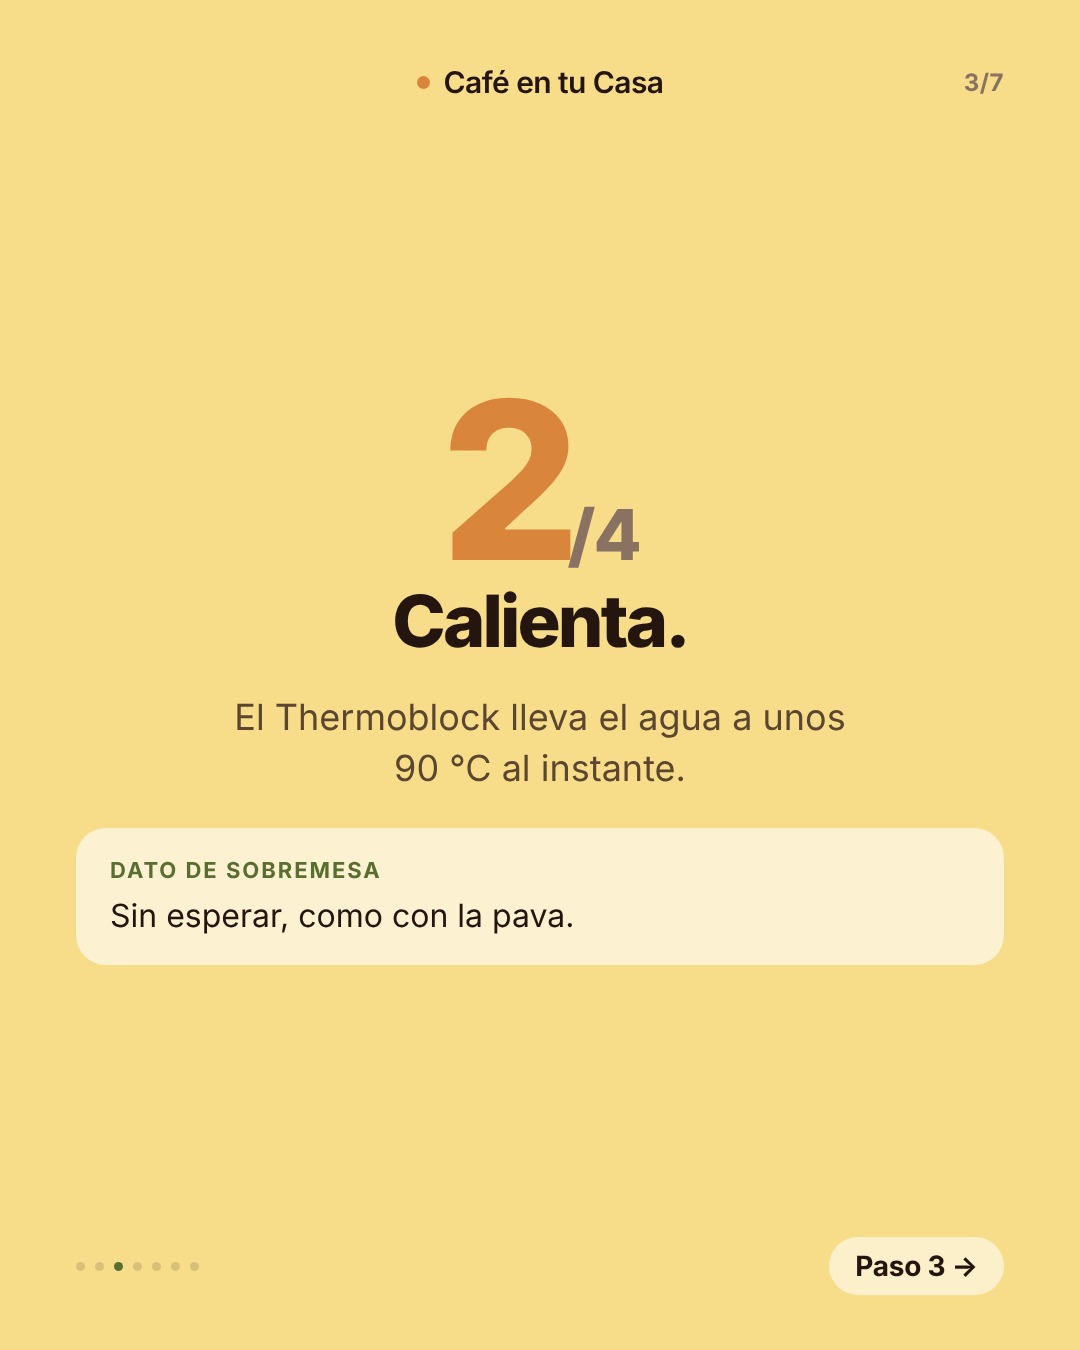 Café en tu Casa
3/7
2/4
Calienta.
El Thermoblock lleva el agua a unos
90 °C al instante.
DATO DE SOBREMESA
Sin esperar, como con la pava.
Paso 3 →